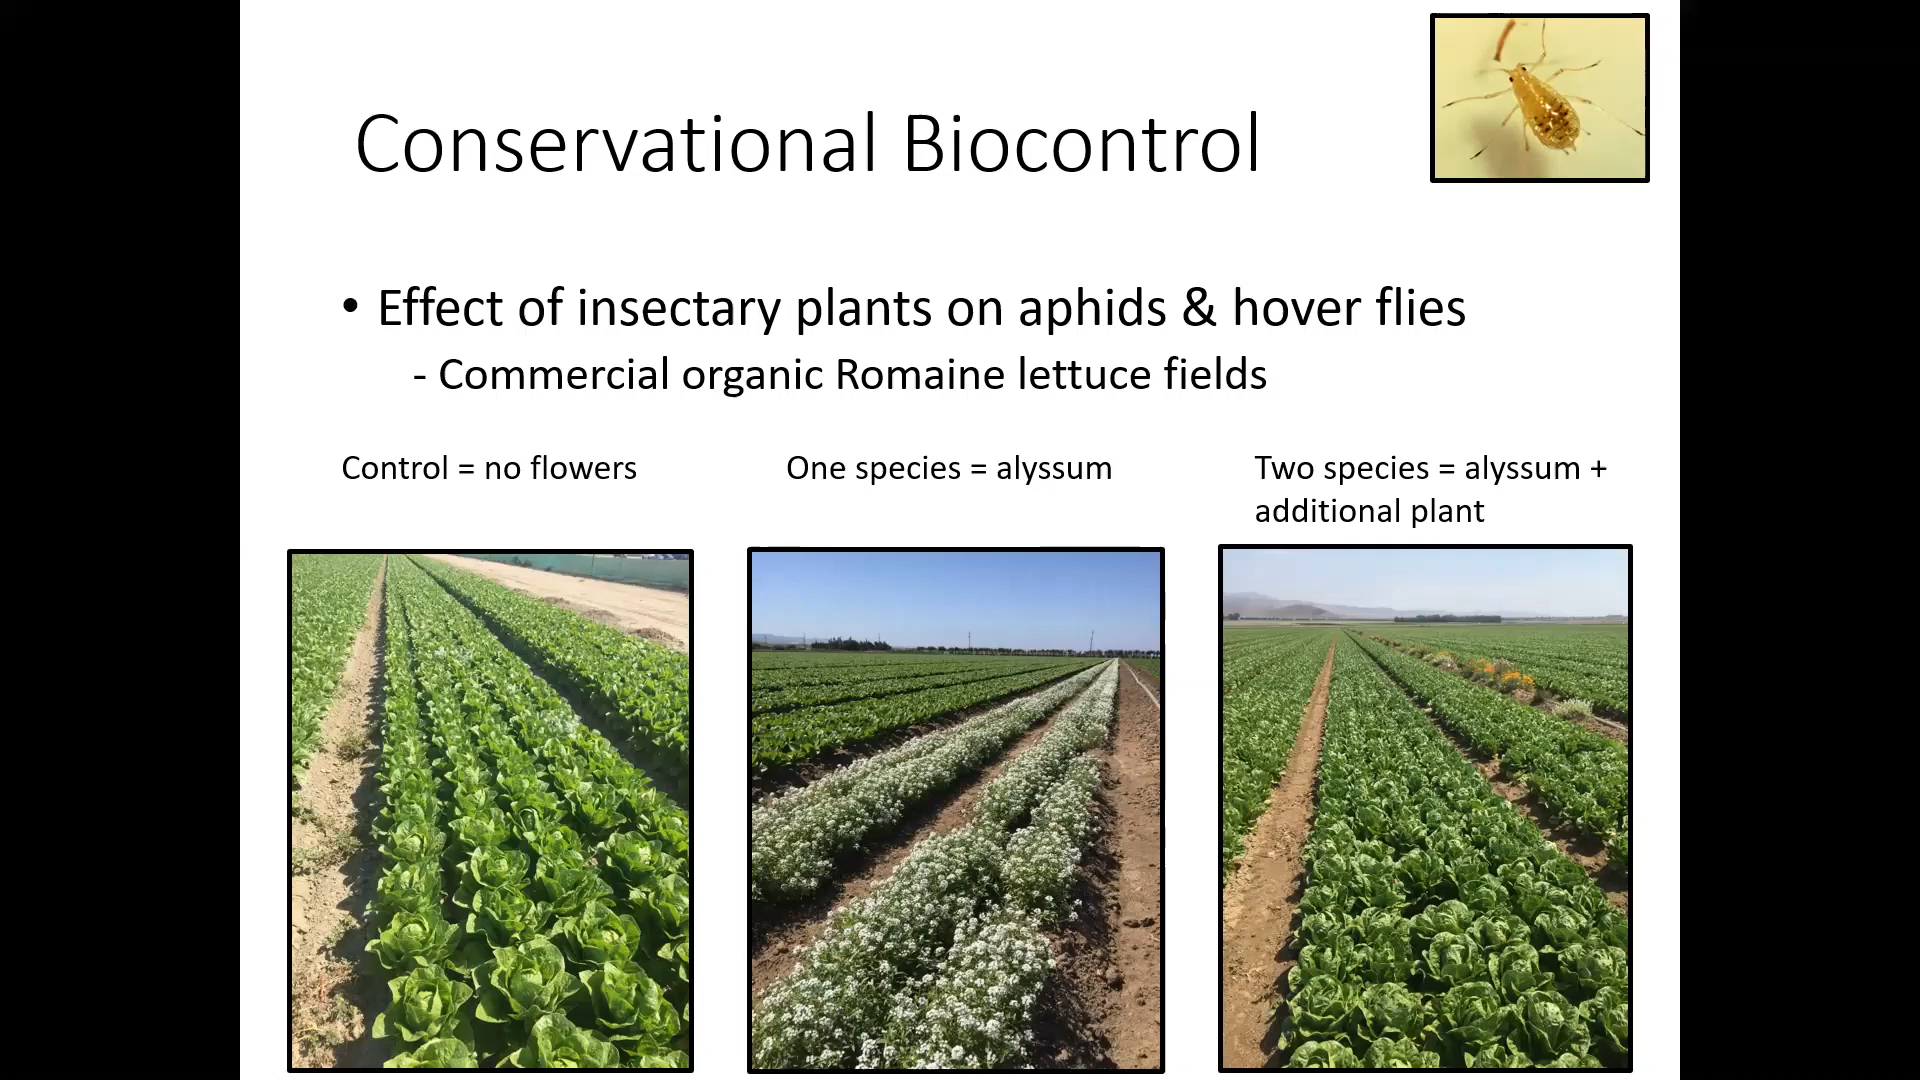 Conservational Biocontrol
• Effect of insectary plants on aphids & hover flies
- Commercial organic Romaine lettuce fields
Control = no flowers
One species = alyssum
Two species = alyssum +
additional plant